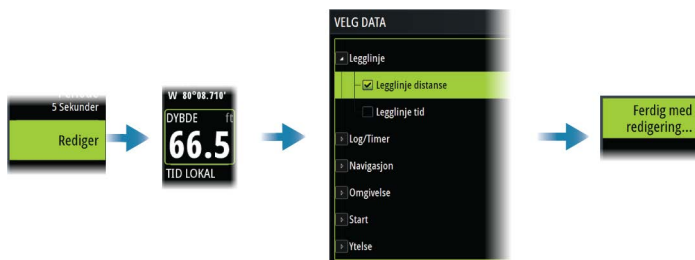 5 Sekunder
Rediger
W 80°08.710'
DYBDE ft
66.5
TID LOKAL
VELG DATA
Legglinje
Legglinje distanse
Legglinje tid
Log/Timer
Navigasjon
Omgivelse
Start
Ytelse
Ferdig med
redigering...